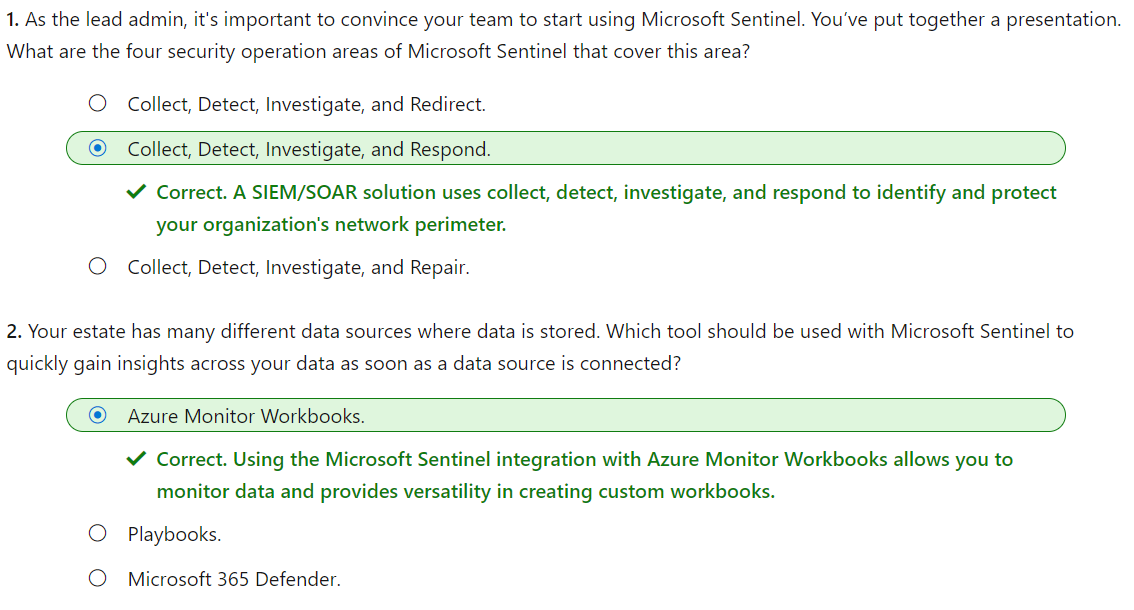 1. As the lead admin, it's important to convince your team to start using Microsoft Sentinel. You’ve put together a presentation.
What are the four security operation areas of Microsoft Sentinel that cover this area?
Collect, Detect, Investigate, and Redirect.
Collect, Detect, Investigate, and Respond.
Correct. A SIEM/SOAR solution uses collect, detect, investigate, and respond to identify and protect
your organization's network perimeter.
Collect, Detect, Investigate, and Repair.
2. Your estate has many different data sources where data is stored. Which tool should be used with Microsoft Sentinel to
quickly gain insights across your data as soon as a data source is connected?
Azure Monitor Workbooks.
Correct. Using the Microsoft Sentinel integration with Azure Monitor Workbooks allows you to
monitor data and provides versatility in creating custom workbooks.
Playbooks.
Microsoft 365 Defender.